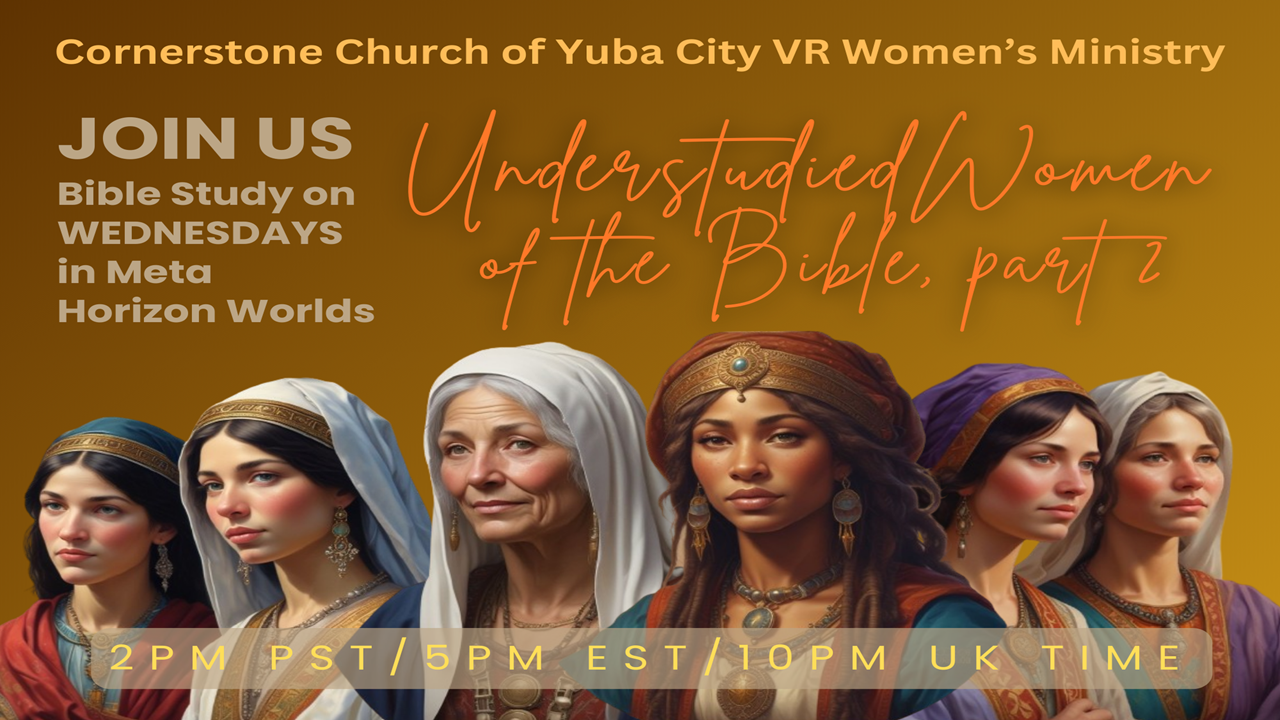 Cornerstone Church of Yuba City VR Women’s Ministry
JOIN US
Bible Study on
WEDNESDAYS
in Meta
Horizon Worlds
Understudied Women
of the Bible, part 2
2PM PST/5PM EST/10PM UK TIME